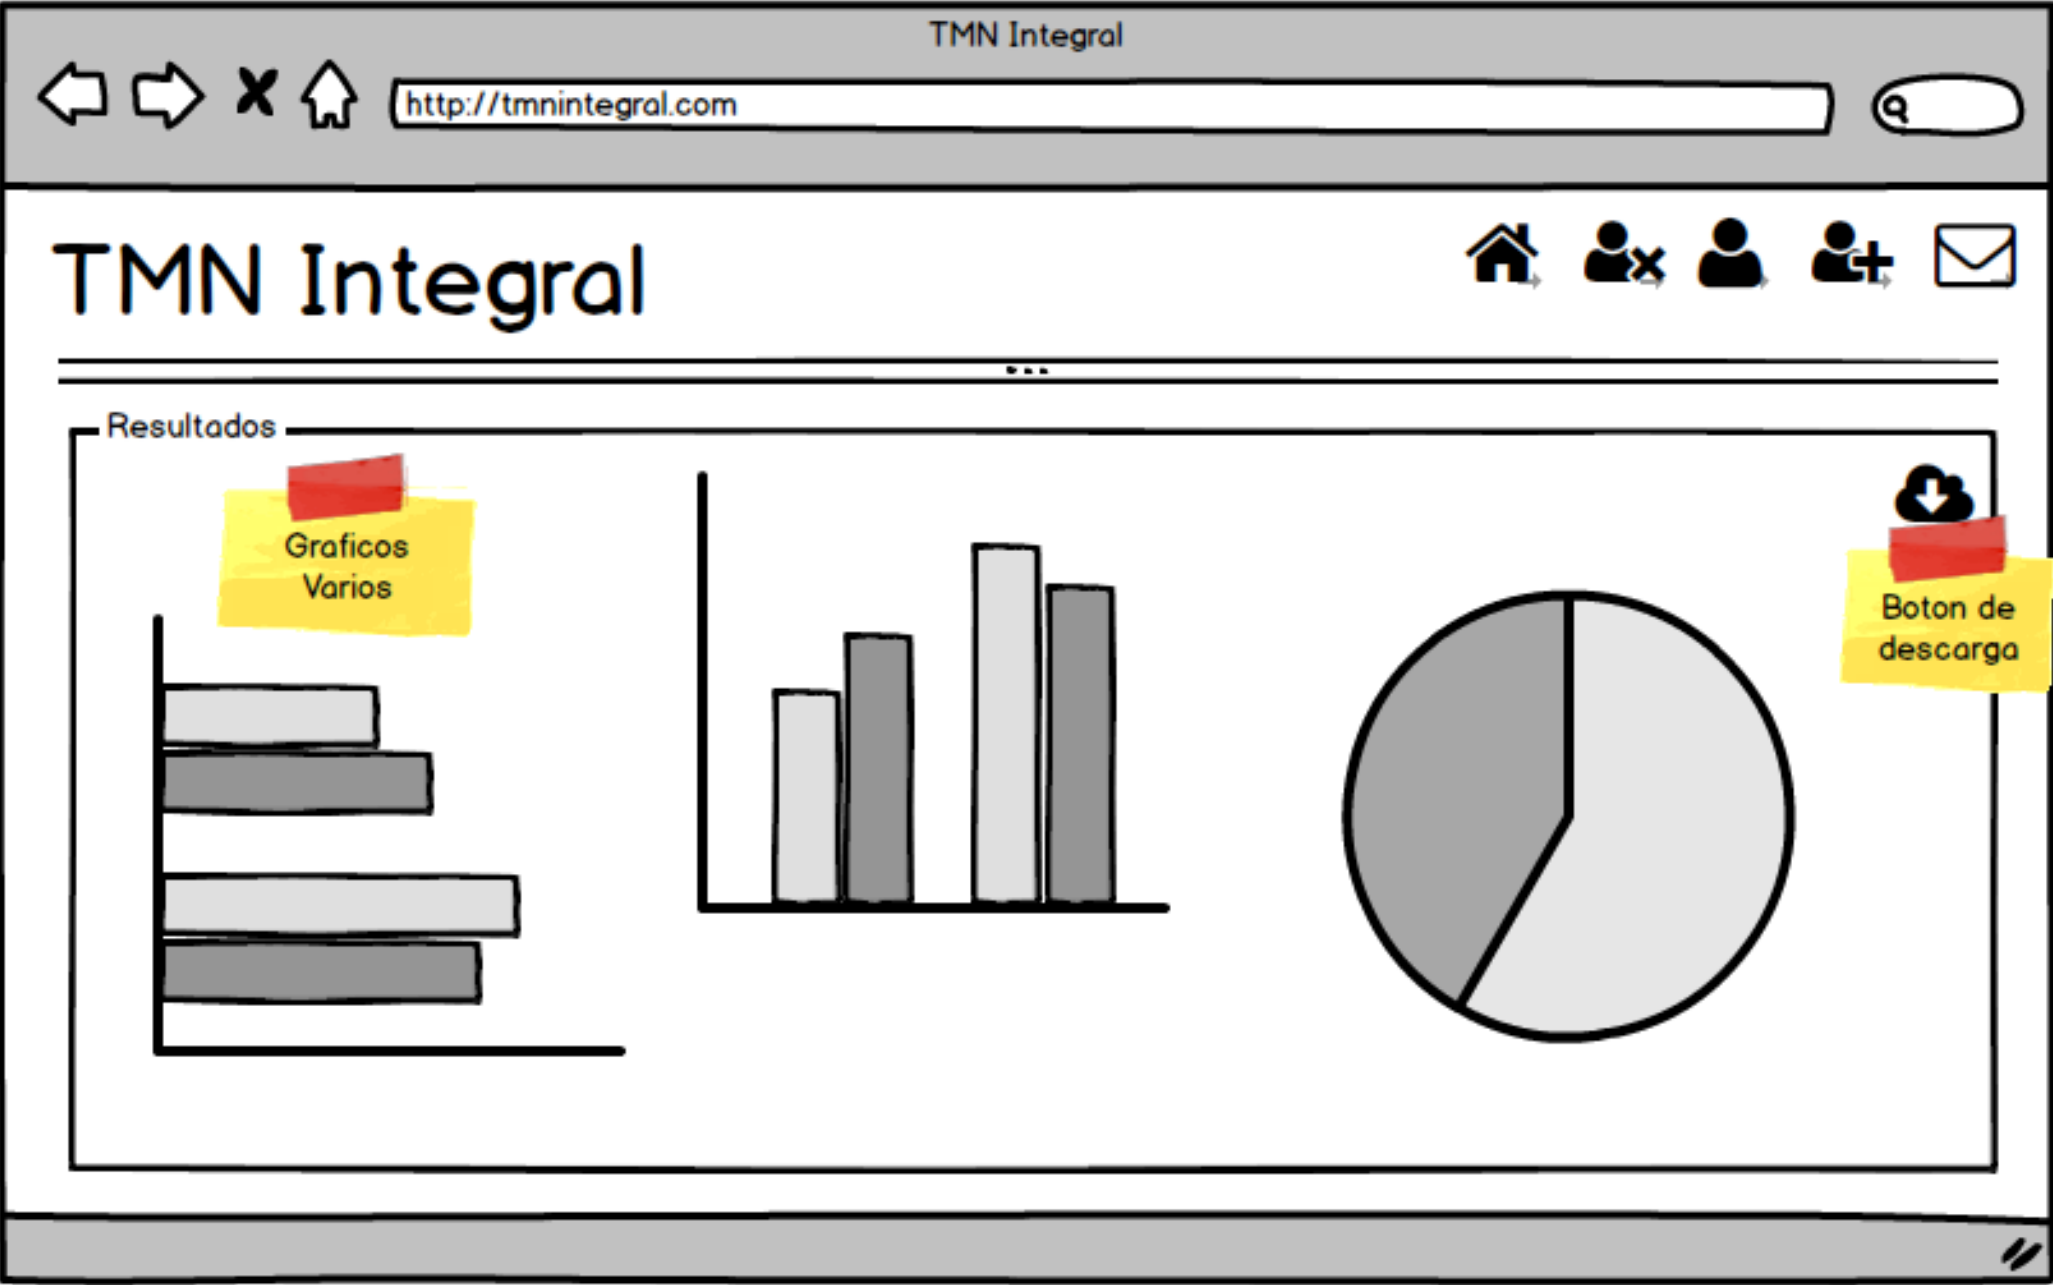 TMN Integral
http://tmnintegral.com
TMN Integral
Resultados
Graficos
Varios
Boton de
descarga